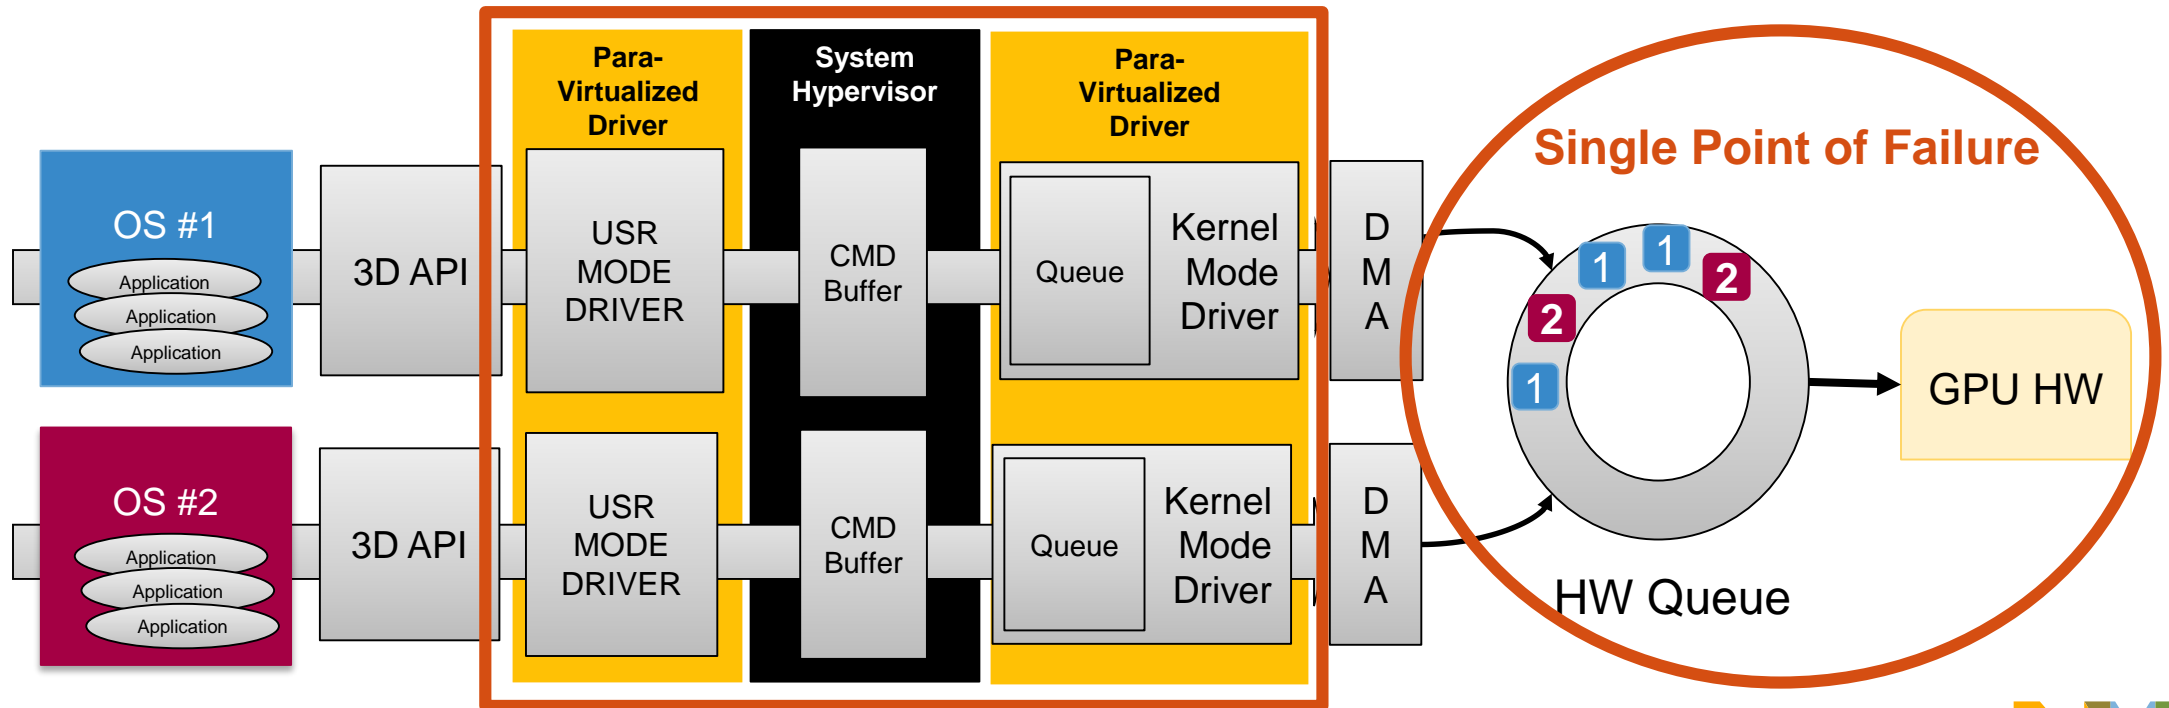 Para-
Virtualized
Driver
System
Hypervisor
Para-
Virtualized
Driver
Single Point of Failure
OS #1
Application
Application
Application
3D API
USR
MODE
DRIVER
CMD
Buffer
Queue
Kernel
Mode
Driver
D
M
A
1
1
2
2
1
GPU HW
OS #2
Application
Application
Application
3D API
USR
MODE
DRIVER
CMD
Buffer
Queue
Kernel
Mode
Driver
D
M
A
HW Queue